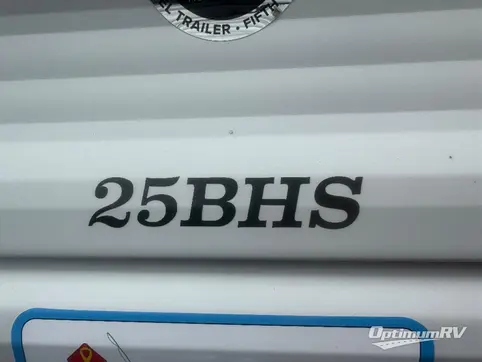 TRAILER • FIFTH
25BHS
OptimumRV